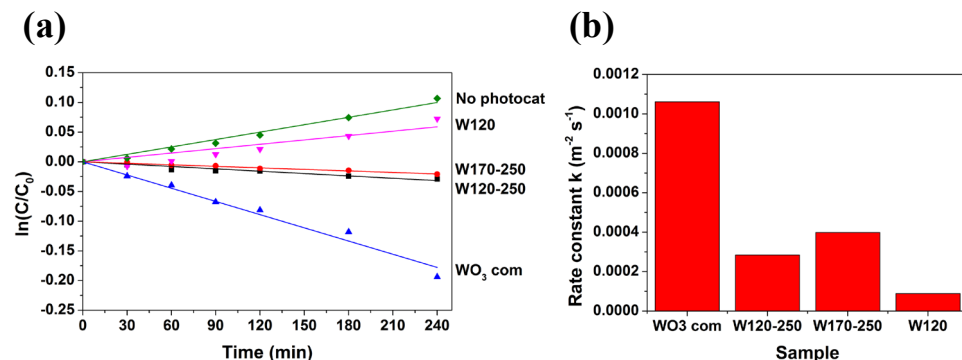 (a)
ln(C/C0)
0.15
0.10
0.05
0.00
-0.05
-0.10
-0.15
-0.20
-0.25
0 30 60 90 120 150 180 210 240
Time (min)
No photocat
W120
W170-250
W120-250
WO3 com
(b)
Rate constant k (m-2 s-1)
0.0012
0.0010
0.0008
0.0006
0.0004
0.0002
0.0000
WO3 com W120-250 W170-250 W120
Sample